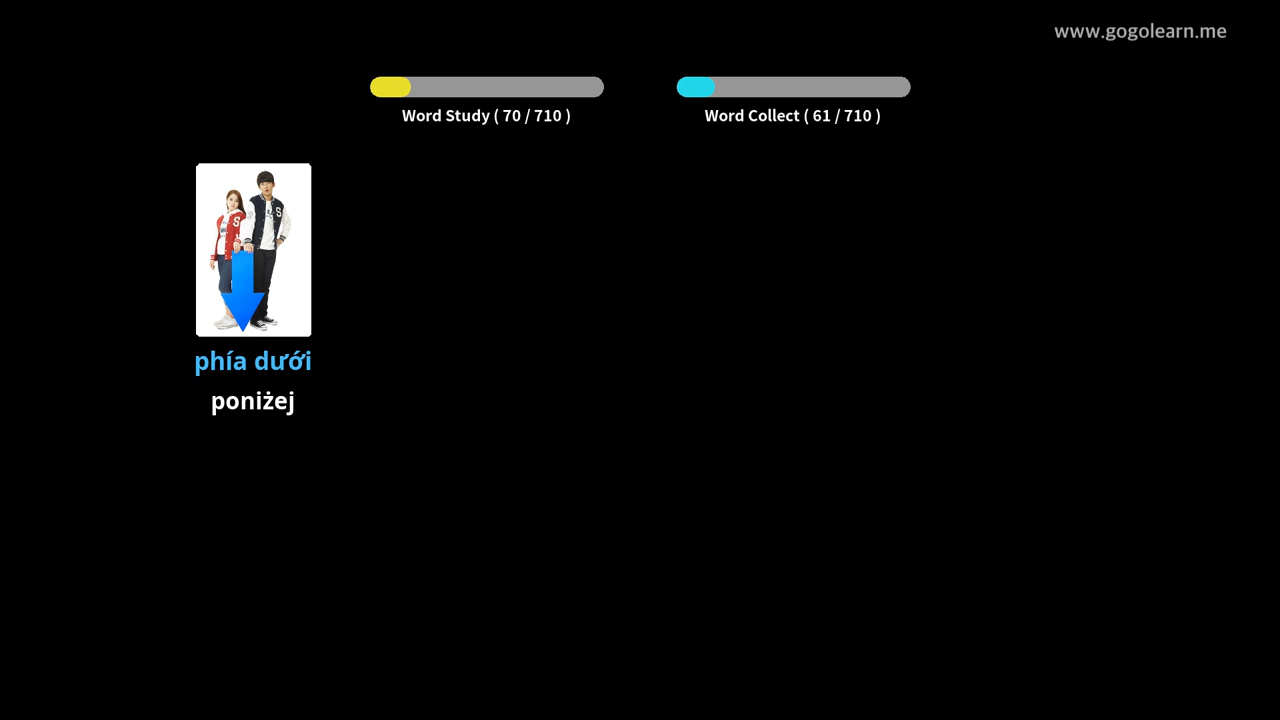 www.gogolearn.me
Word Study ( 70 / 710 )
Word Collect ( 61 / 710 )
S
S
phía dưới
poniżej